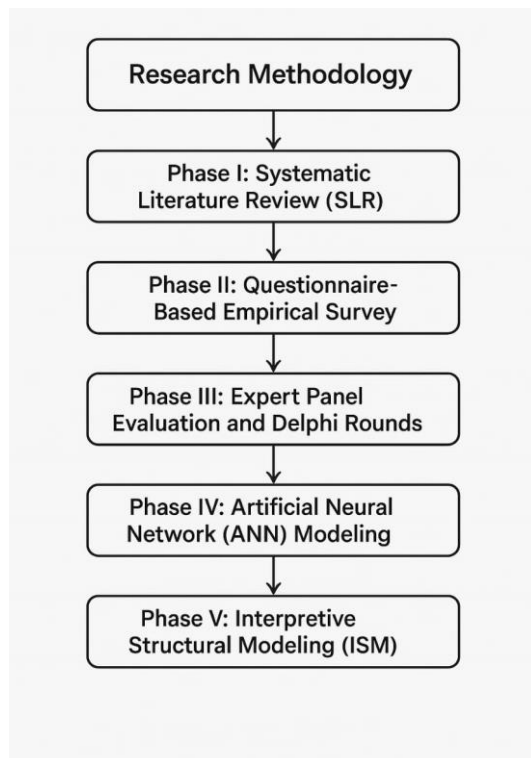 Research Methodology
Phase I: Systematic
Literature Review (SLR)
Phase II: Questionnaire-
Based Empirical Survey
Phase III: Expert Panel
Evaluation and Delphi Rounds
Phase IV: Artificial Neural
Network (ANN) Modeling
Phase V: Interpretive
Structural Modeling (ISM)